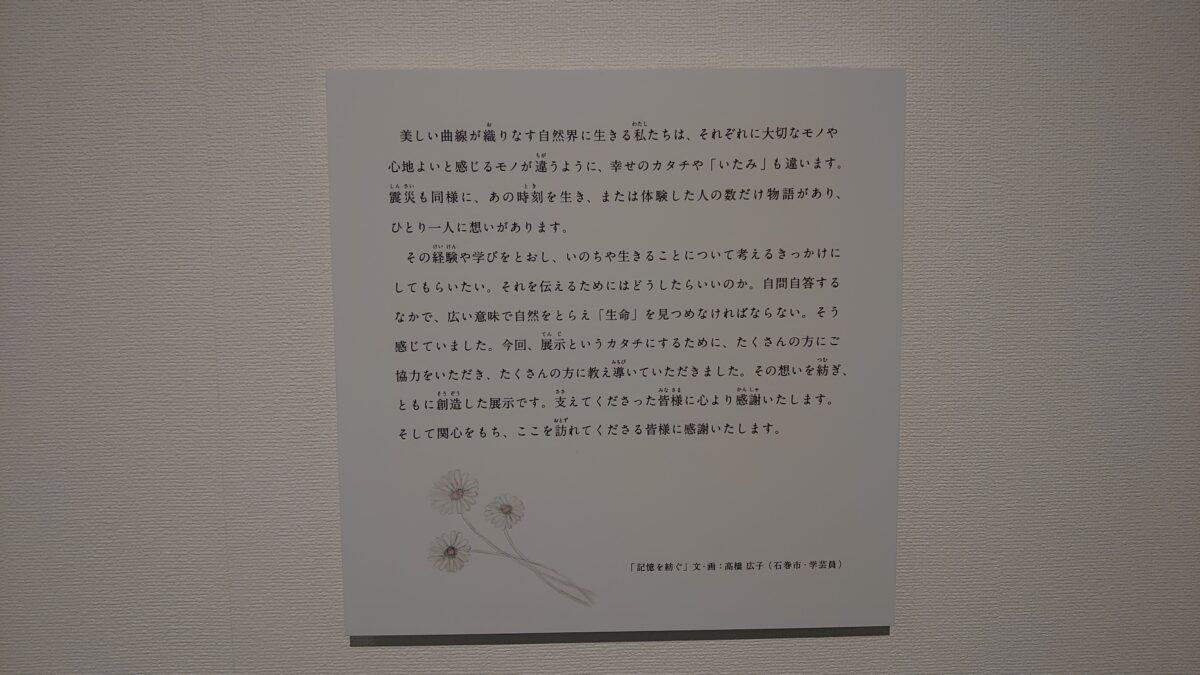 美しい曲線が織りなす自然界に生きる私たちは、それぞれに大切なモノや
心地よいと感じるモノが違うように、幸せのカタチや「いたみ」も違います。
震災も同様に、あの時刻を生き、または体験した人の数だけ物語があり、
ひとり一人に想いがあります。
その経験や学びをとおし、いのちや生きることについて考えるきっかけに
してもらいたい。それを伝えるためにはどうしたらいいのか。自問自答する
なかで、広い意味で自然をとらえ「生命」を見つめなければならない。そう
感じていました。今回、展示というカタチにするために、たくさんの方にご
協力をいただき、たくさんの方に教え導いていただきました。その想いを紡ぎ、
ともに創造した展示です。支えてくださった皆様に心より感謝いたします。
そして関心をもち、ここを訪れてくださる皆様に感謝いたします。
「記憶を紡ぐ」文・画：高橋 広子（石巻市・学芸員）